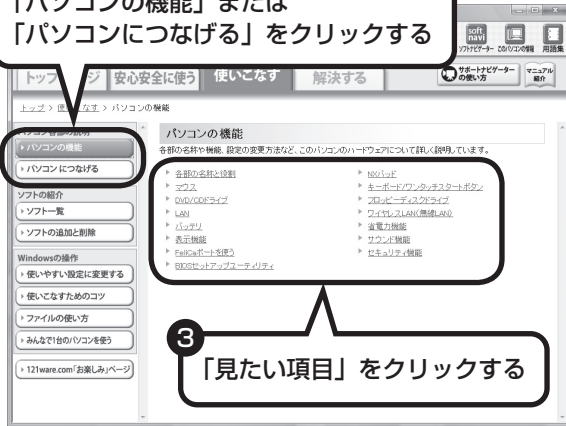 「パソコンの機能」または
「パソコンにつなげる」をクリックする
soft navi
ソフトナビゲーター このパソコンの情報 用語集
安心安全に使う 使いこなす 解決する
サポートナビゲーターの使い方 マニュアル紹介
トップ > 使いこなす > パソコンの機能
パソコン各部の説明
パソコンの機能
パソコンにつなげる
ソフトの紹介
ソフト一覧
ソフトの追加と削除
Windowsの操作
使いやすい設定に変更する
使いこなすためのコツ
ファイルの使い方
みんなで1台のパソコンを使う
121ware.com「お楽しみ」ページ
パソコンの機能
各部の名称や機能、設定の変更方法など、このパソコンのハードウェアについて詳しく説明しています。
各部の名称と役割
マウス
DVD/CDドライブ
LAN
バッテリ
表示機能
FeliCaポートを使う
BIOSセットアップユーティリティ
NXパッド
キーボード/ワンタッチスタートボタン
フロッピーディスクドライブ
ワイヤレスLAN(無線LAN)
省電力機能
サウンド機能
セキュリティ機能
3
「見たい項目」をクリックする